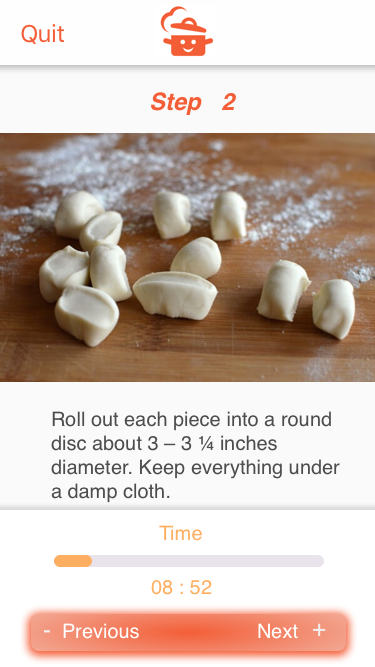 Quit
Step 2
Roll out each piece into a round
disc about 3 – 3 ¼ inches
diameter. Keep everything under
a damp cloth.
Time
08 : 52
- Previous Next +